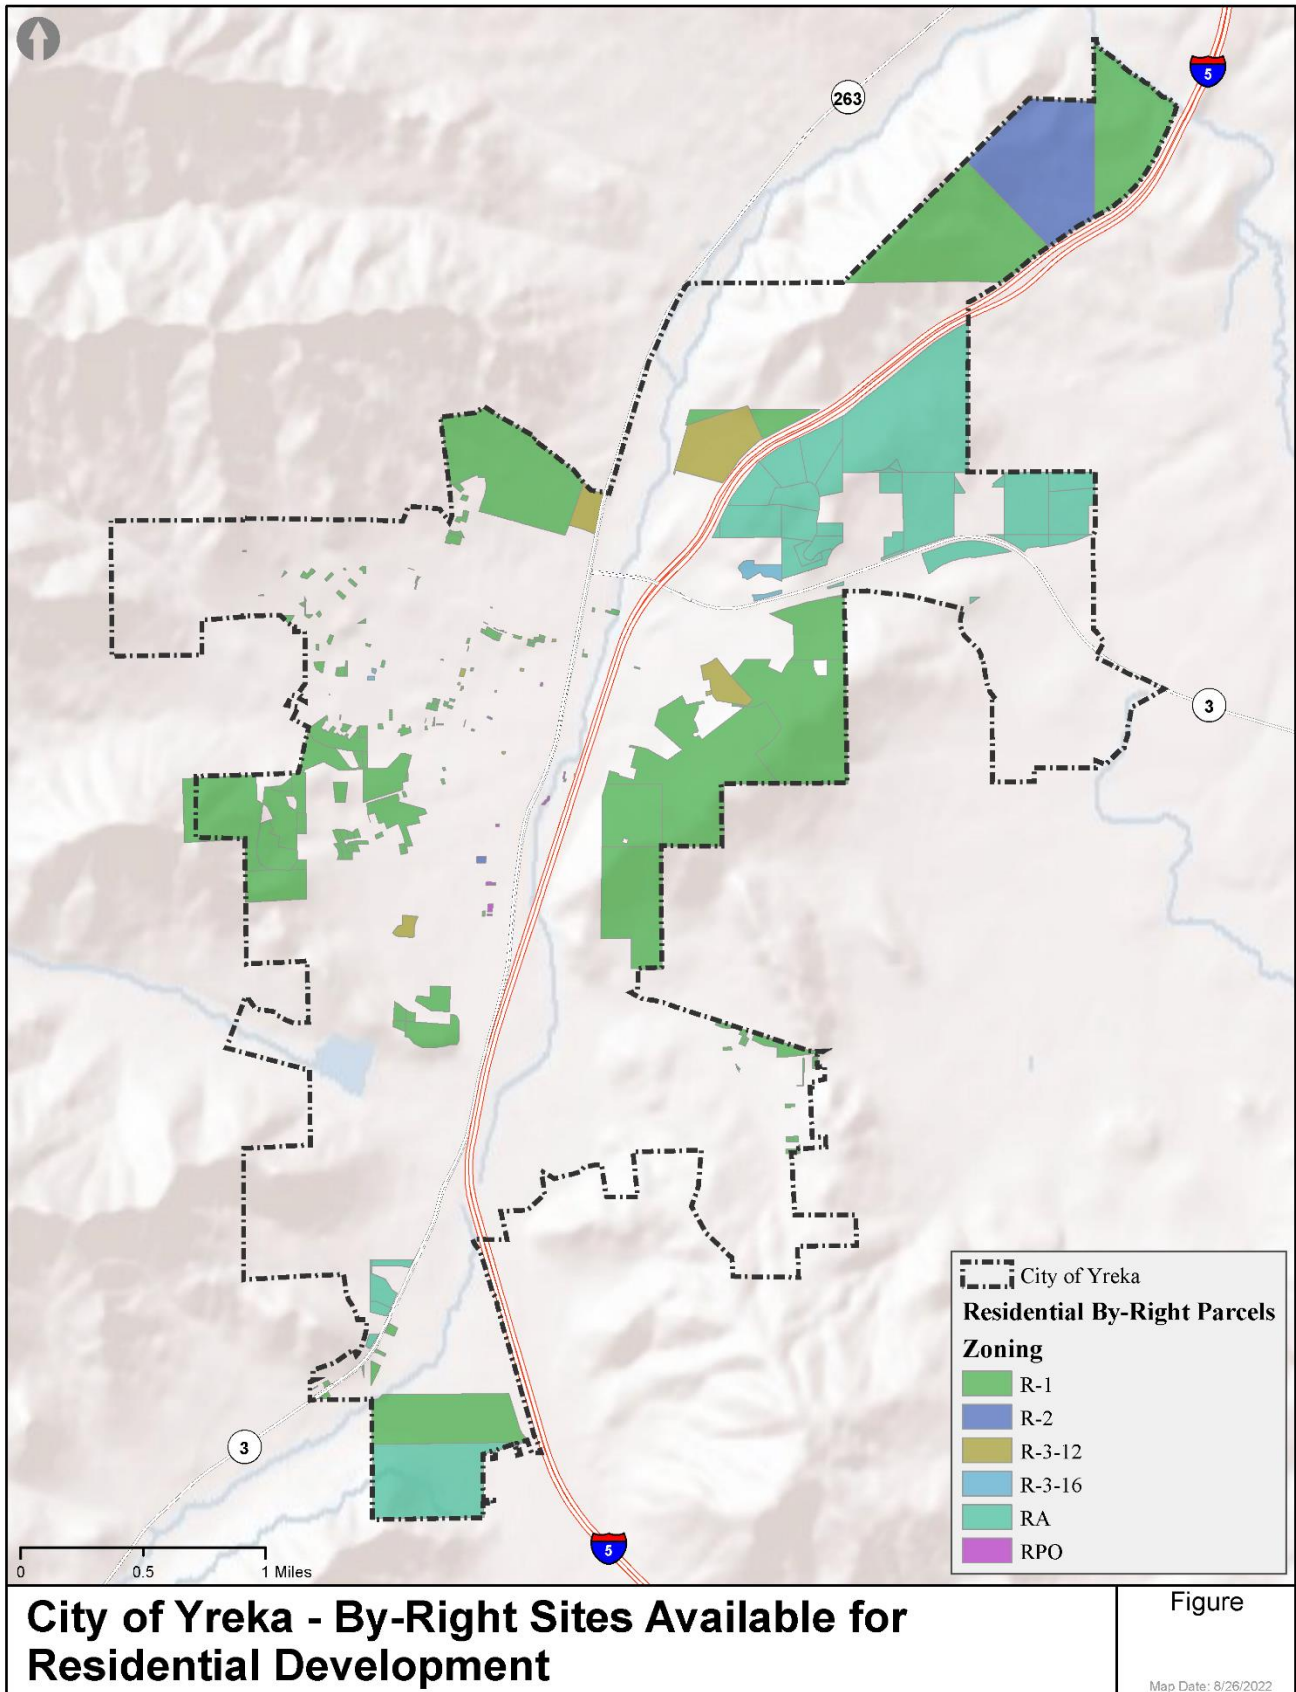 263
5
3
3
5
City of Yreka
Residential By-Right Parcels
Zoning
R-1
R-2
R-3-12
R-3-16
RA
RPO
0 0.5 1 Miles
City of Yreka - By-Right Sites Available for
Residential Development
Figure
Map Date: 8/26/2022